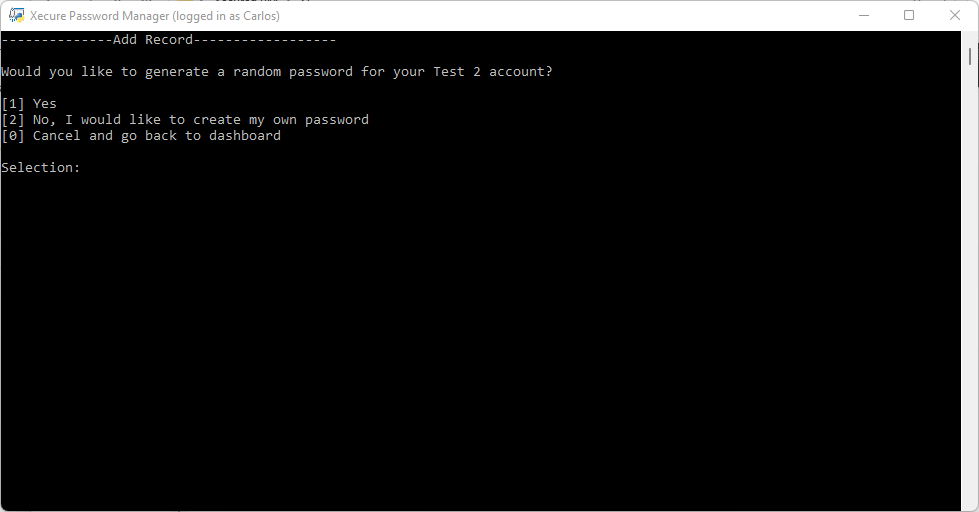 Xecure Password Manager (logged in as Carlos)
--------------Add Record------------------
Would you like to generate a random password for your Test 2 account?
[1] Yes
[2] No, I would like to create my own password
[0] Cancel and go back to dashboard
Selection: